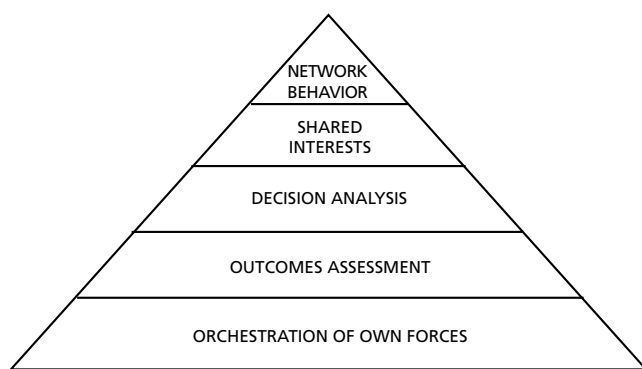 NETWORK
BEHAVIOR
SHARED
INTERESTS
DECISION ANALYSIS
OUTCOMES ASSESSMENT
ORCHESTRATION OF OWN FORCES